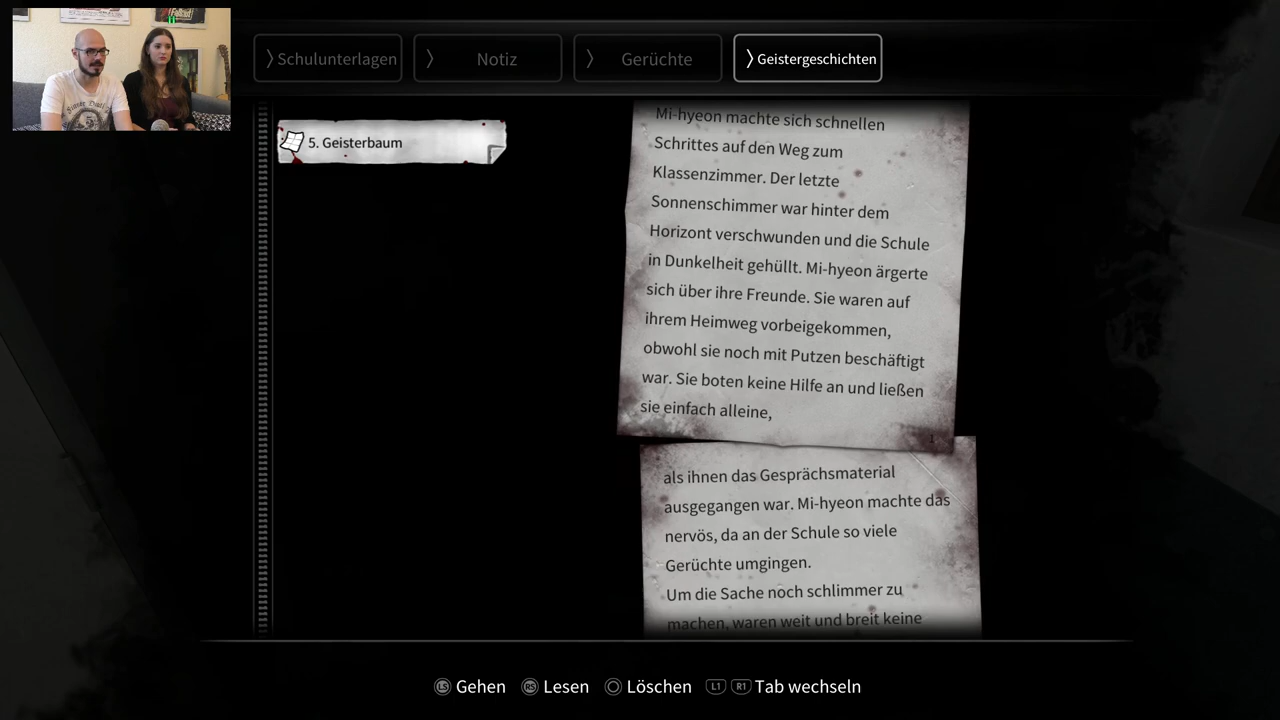 Schulunterlagen
Notiz
Gerüchte
Geistergeschichten
5. Geisterbaum
Mi-hyeon machte sich schnellen
Schrittes auf den Weg zum
Klassenzimmer. Der letzte
Sonnenschimmer war hinter dem
Horizont verschwunden und die Schule
in Dunkelheit gehüllt. Mi-hyeon ärgerte
sich über ihre Freunde. Sie waren auf
ihrem Heimweg vorbeigekommen,
obwohl sie noch mit Putzen beschäftigt
war. Sie boten keine Hilfe an und ließen
sie einfach alleine,
1
als ihnen das Gesprächsmaterial
ausgegangen war. Mi-hyeon machte das
nervös, da an der Schule so viele
Gerüchte umgingen.
Um die Sache noch schlimmer zu
machen, waren weit und breit keine
LS Gehen RS Lesen Löschen L1 R1 Tab wechseln